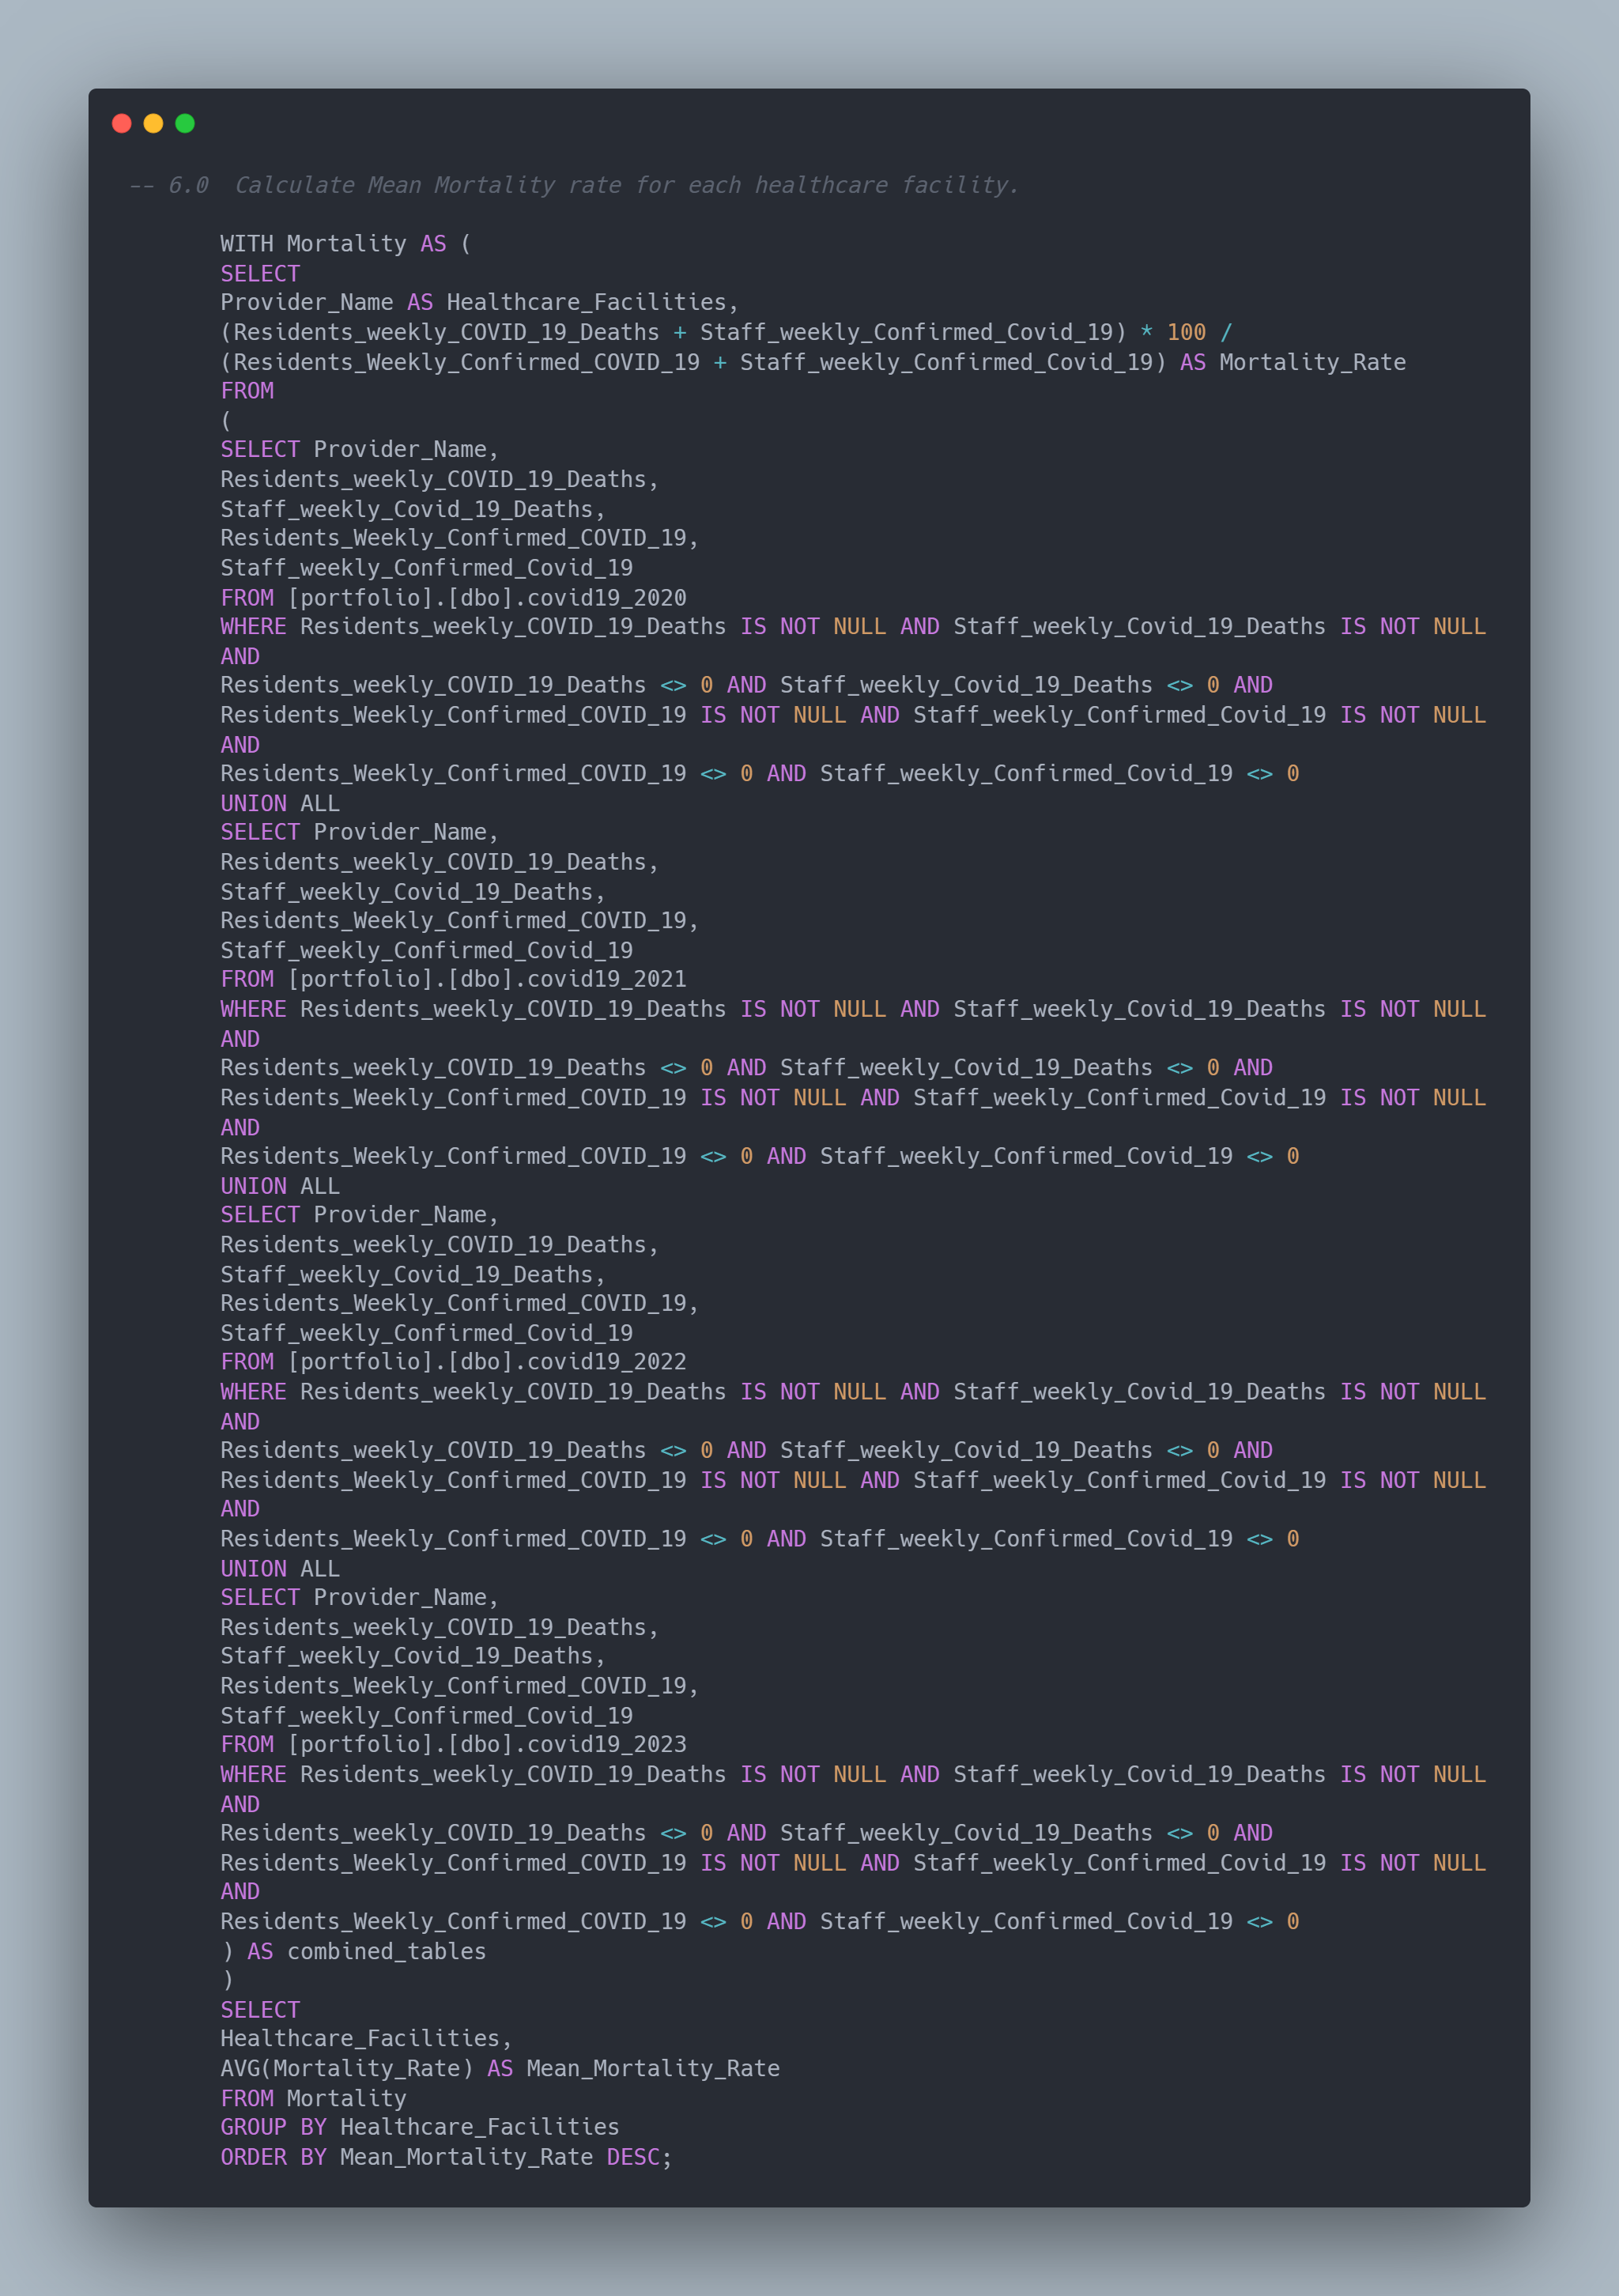 -- 6.0  Calculate Mean Mortality rate for each healthcare facility.
WITH Mortality AS (
SELECT
Provider_Name AS Healthcare_Facilities,
(Residents_weekly_COVID_19_Deaths + Staff_weekly_Confirmed_Covid_19) * 100 /
(Residents_Weekly_Confirmed_COVID_19 + Staff_weekly_Confirmed_Covid_19) AS Mortality_Rate
FROM
(
SELECT Provider_Name,
Residents_weekly_COVID_19_Deaths,
Staff_weekly_Covid_19_Deaths,
Residents_Weekly_Confirmed_COVID_19,
Staff_weekly_Confirmed_Covid_19
FROM [portfolio].[dbo].covid19_2020
WHERE Residents_weekly_COVID_19_Deaths IS NOT NULL AND Staff_weekly_Covid_19_Deaths IS NOT NULL
AND
Residents_weekly_COVID_19_Deaths <> 0 AND Staff_weekly_Covid_19_Deaths <> 0 AND
Residents_Weekly_Confirmed_COVID_19 IS NOT NULL AND Staff_weekly_Confirmed_Covid_19 IS NOT NULL
AND
Residents_Weekly_Confirmed_COVID_19 <> 0 AND Staff_weekly_Confirmed_Covid_19 <> 0
UNION ALL
SELECT Provider_Name,
Residents_weekly_COVID_19_Deaths,
Staff_weekly_Covid_19_Deaths,
Residents_Weekly_Confirmed_COVID_19,
Staff_weekly_Confirmed_Covid_19
FROM [portfolio].[dbo].covid19_2021
WHERE Residents_weekly_COVID_19_Deaths IS NOT NULL AND Staff_weekly_Covid_19_Deaths IS NOT NULL
AND
Residents_weekly_COVID_19_Deaths <> 0 AND Staff_weekly_Covid_19_Deaths <> 0 AND
Residents_Weekly_Confirmed_COVID_19 IS NOT NULL AND Staff_weekly_Confirmed_Covid_19 IS NOT NULL
AND
Residents_Weekly_Confirmed_COVID_19 <> 0 AND Staff_weekly_Confirmed_Covid_19 <> 0
UNION ALL
SELECT Provider_Name,
Residents_weekly_COVID_19_Deaths,
Staff_weekly_Covid_19_Deaths,
Residents_Weekly_Confirmed_COVID_19,
Staff_weekly_Confirmed_Covid_19
FROM [portfolio].[dbo].covid19_2022
WHERE Residents_weekly_COVID_19_Deaths IS NOT NULL AND Staff_weekly_Covid_19_Deaths IS NOT NULL
AND
Residents_weekly_COVID_19_Deaths <> 0 AND Staff_weekly_Covid_19_Deaths <> 0 AND
Residents_Weekly_Confirmed_COVID_19 IS NOT NULL AND Staff_weekly_Confirmed_Covid_19 IS NOT NULL
AND
Residents_Weekly_Confirmed_COVID_19 <> 0 AND Staff_weekly_Confirmed_Covid_19 <> 0
UNION ALL
SELECT Provider_Name,
Residents_weekly_COVID_19_Deaths,
Staff_weekly_Covid_19_Deaths,
Residents_Weekly_Confirmed_COVID_19,
Staff_weekly_Confirmed_Covid_19
FROM [portfolio].[dbo].covid19_2023
WHERE Residents_weekly_COVID_19_Deaths IS NOT NULL AND Staff_weekly_Covid_19_Deaths IS NOT NULL
AND
Residents_weekly_COVID_19_Deaths <> 0 AND Staff_weekly_Covid_19_Deaths <> 0 AND
Residents_Weekly_Confirmed_COVID_19 IS NOT NULL AND Staff_weekly_Confirmed_Covid_19 IS NOT NULL
AND
Residents_Weekly_Confirmed_COVID_19 <> 0 AND Staff_weekly_Confirmed_Covid_19 <> 0
) AS combined_tables
)
SELECT
Healthcare_Facilities,
AVG(Mortality_Rate) AS Mean_Mortality_Rate
FROM Mortality
GROUP BY Healthcare_Facilities
ORDER BY Mean_Mortality_Rate DESC;